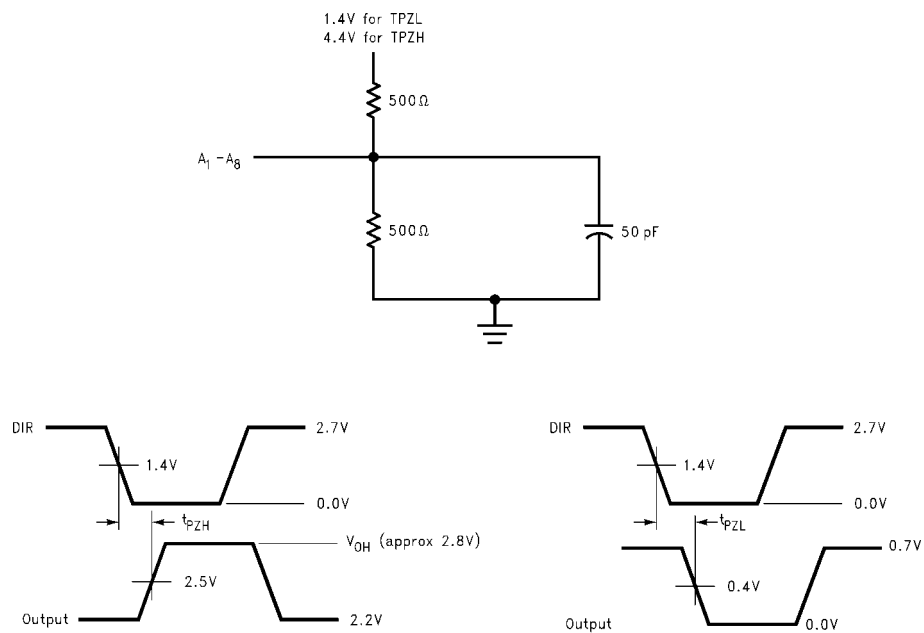 1.4V for TPZL
4.4V for TPZH
500Ω
A₁ –A₈
500Ω
50 pF
DIR
2.7V
1.4V
0.0V
tPZH
VOH (approx 2.8V)
2.5V
Output
2.2V
DIR
2.7V
1.4V
0.0V
tPZL
0.7V
0.4V
Output
0.0V